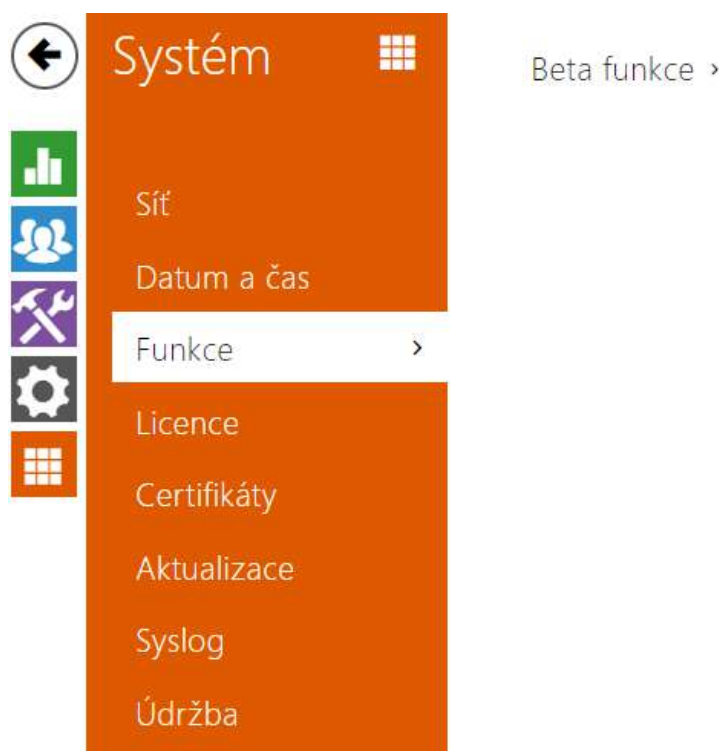 Systém
Síť
Datum a čas
Funkce
Licence
Certifikáty
Aktualizace
Syslog
Údržba
Beta funkce